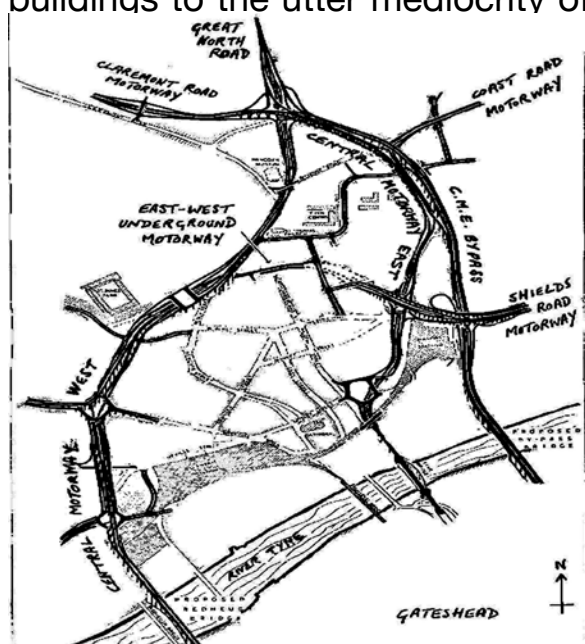 buildings to the utter mediocrity of
GREAT
NORTH
ROAD
CLAREMONT ROAD
MOTORWAY
COAST ROAD
MOTORWAY
CENTRAL
MOTORWAY
EAST
C.M.E. BYPASS
EAST-WEST
UNDERGROUND
MOTORWAY
SHIELDS
ROAD
MOTORWAY
CENTRAL
MOTORWAY
WEST
PROPOSED
BY-PASS
BRIDGE
RIVER TYNE
PROPOSED
REDHEUGH
BRIDGE
N
GATESHEAD